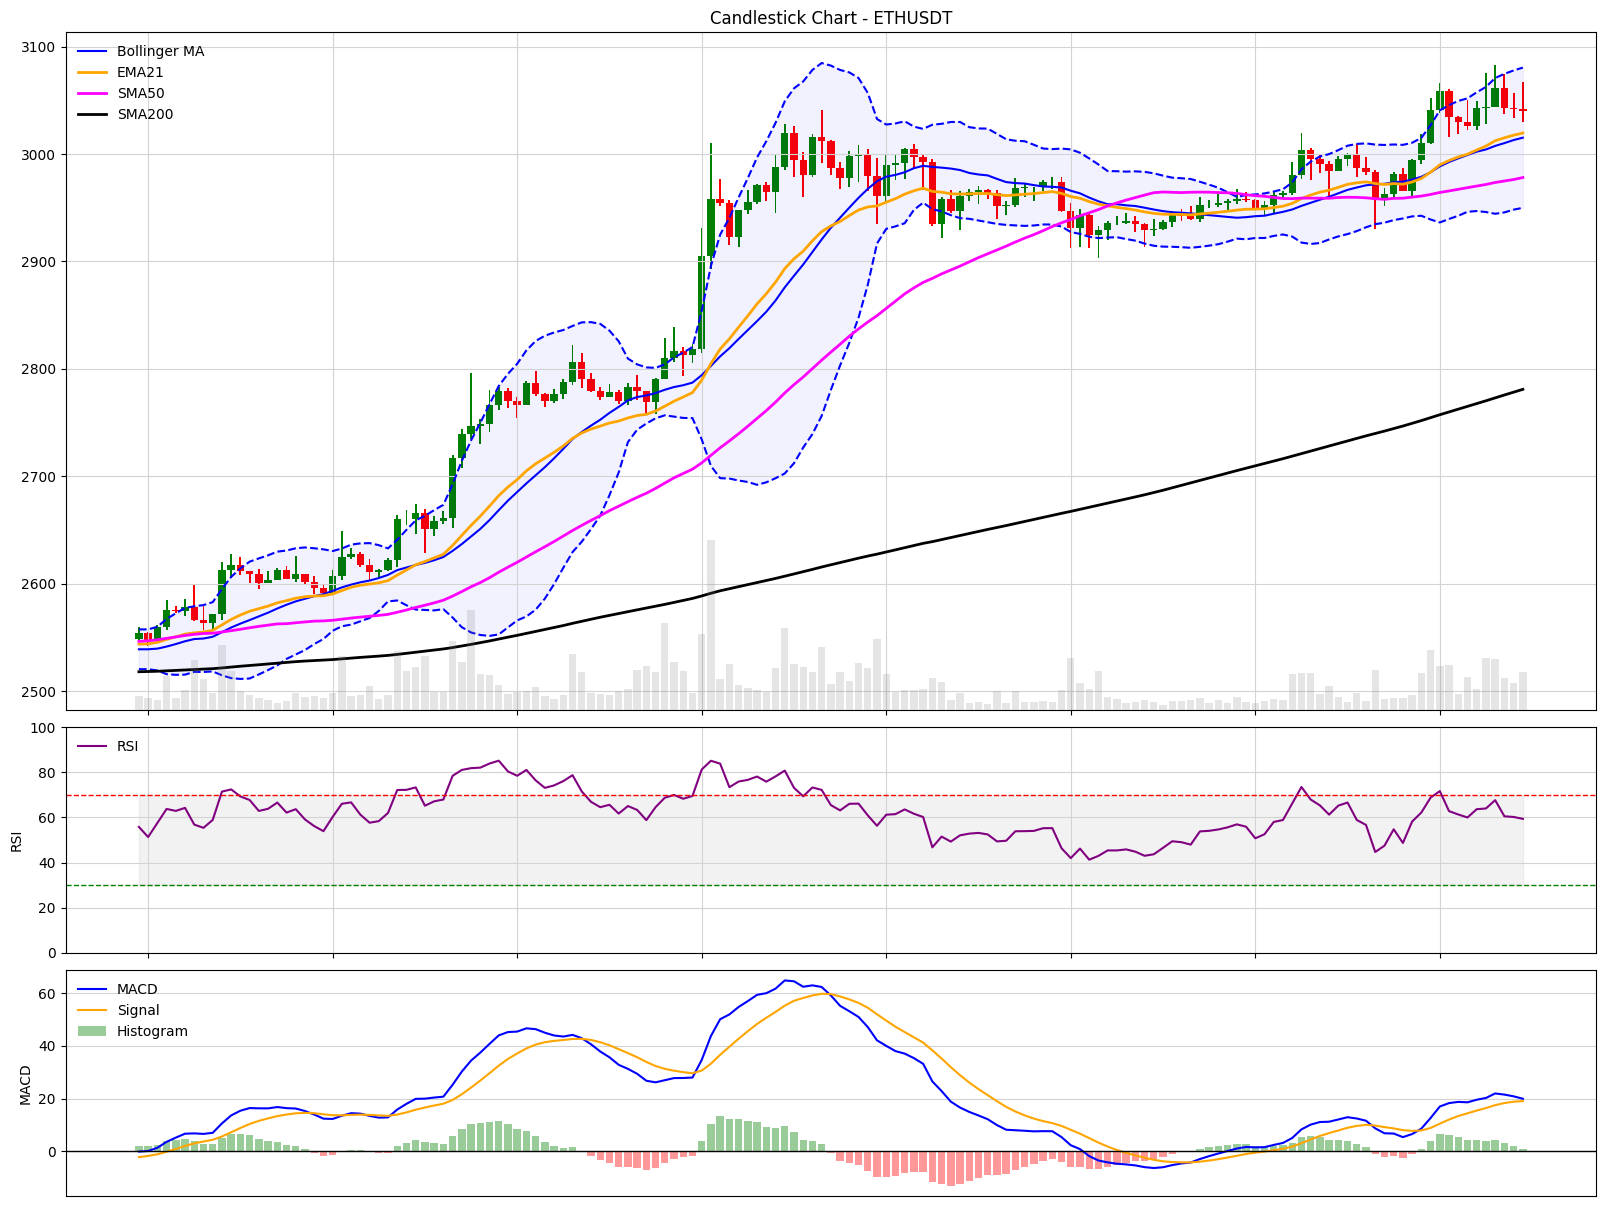 Candlestick Chart - ETHUSDT
Bollinger MA
EMA21
SMA50
SMA200
3100
3000
2900
2800
2700
2600
2500
RSI
100
80
60
40
20
0
RSI
MACD
Signal
Histogram
60
40
20
0
MACD